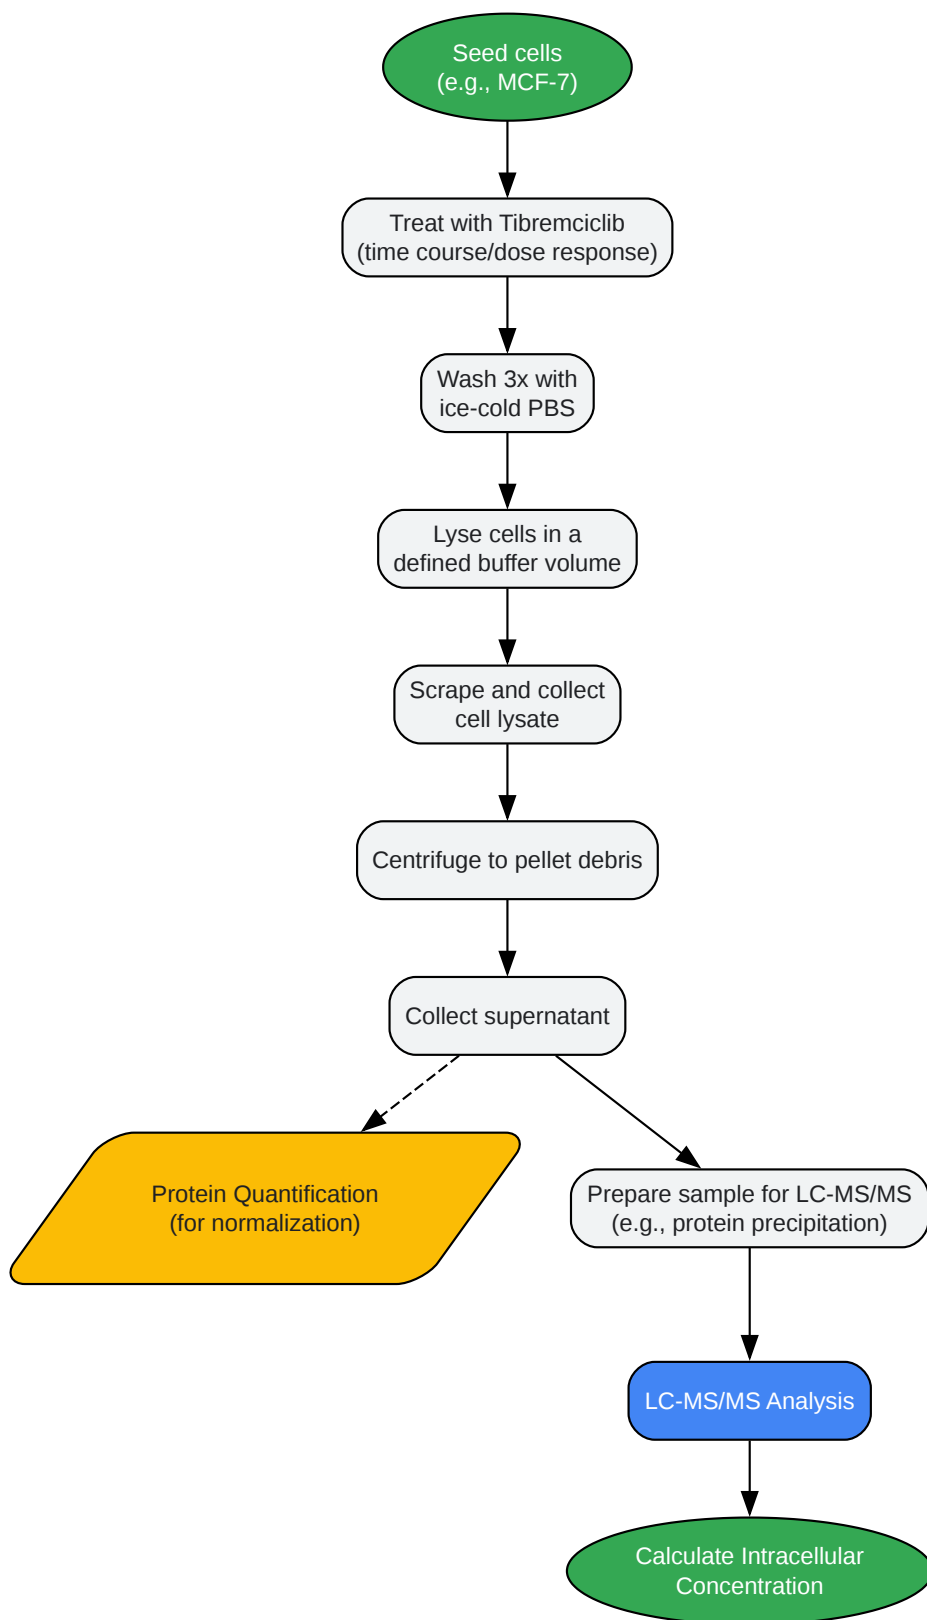 Seed cells
(e.g., MCF-7)
Treat with Tibremciclib
(time course/dose response)
Wash 3x with
ice-cold PBS
Lyse cells in a
defined buffer volume
Scrape and collect
cell lysate
Centrifuge to pellet debris
Collect supernatant
Protein Quantification
(for normalization)
Prepare sample for LC-MS/MS
(e.g., protein precipitation)
LC-MS/MS Analysis
Calculate Intracellular
Concentration